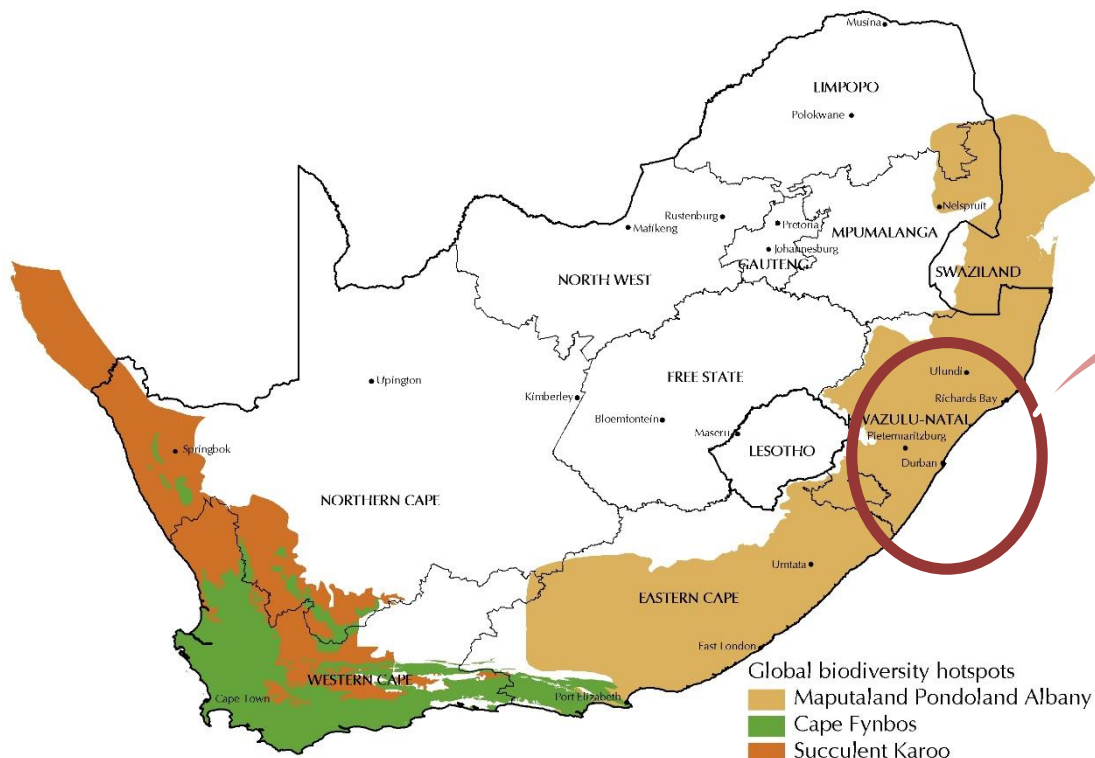 Musina
LIMPOPO
Polokwane
Nelspruit
Rustenburg
Pretoria
Mafikeng
MPUMALANGA
Johannesburg
GAUTENG
NORTH WEST
SWAZILAND
Ulundi
FREE STATE
Upington
Kimberley
Richards Bay
Bloemfontein
KWAZULU-NATAL
Maseru
Pietermaritzburg
LESOTHO
Springbok
Durban
NORTHERN CAPE
Umtata
EASTERN CAPE
East London
Global biodiversity hotspots
WESTERN CAPE
Cape Town
Port Elizabeth
Maputaland Pondoland Albany
Cape Fynbos
Succulent Karoo